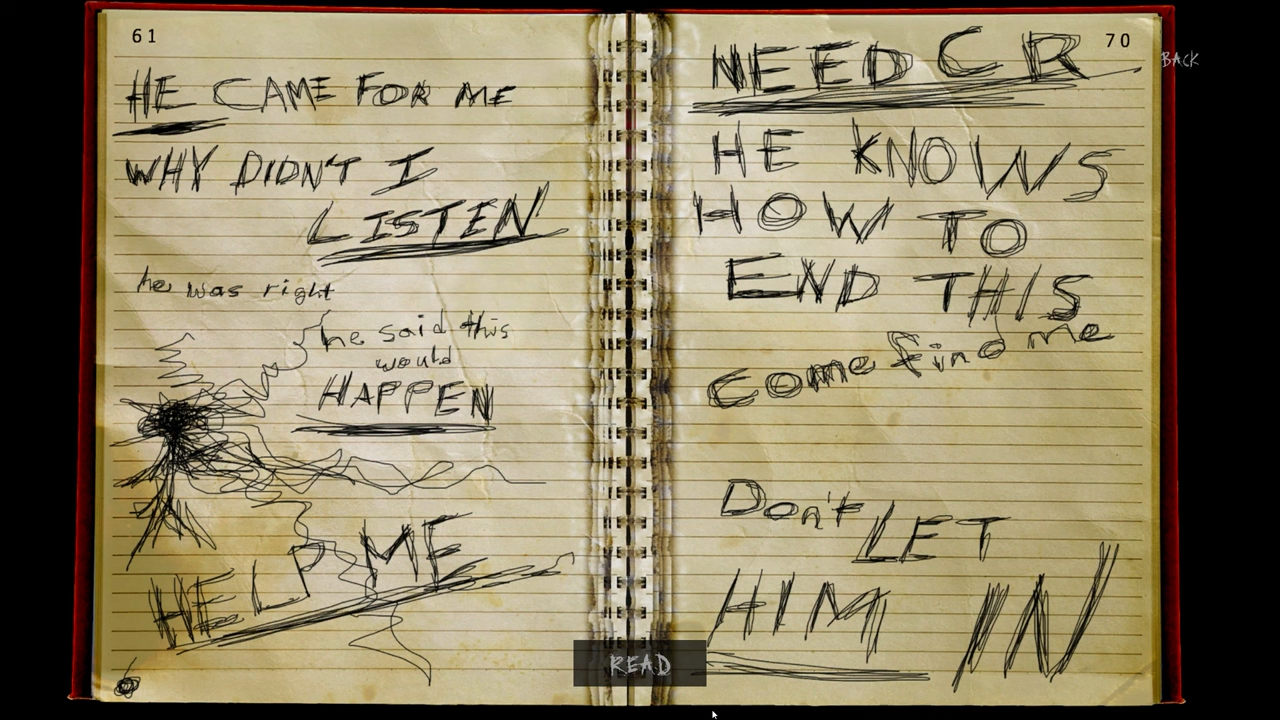 61
HE CAME FOR ME
WHY DIDN'T I
LISTEN
he was right
he said this
would
HAPPEN
HELP ME
70
NEED CR
HE KNOWS
HOW TO
END THIS
come find me
Don't LET
HIM IN
BACK
READ